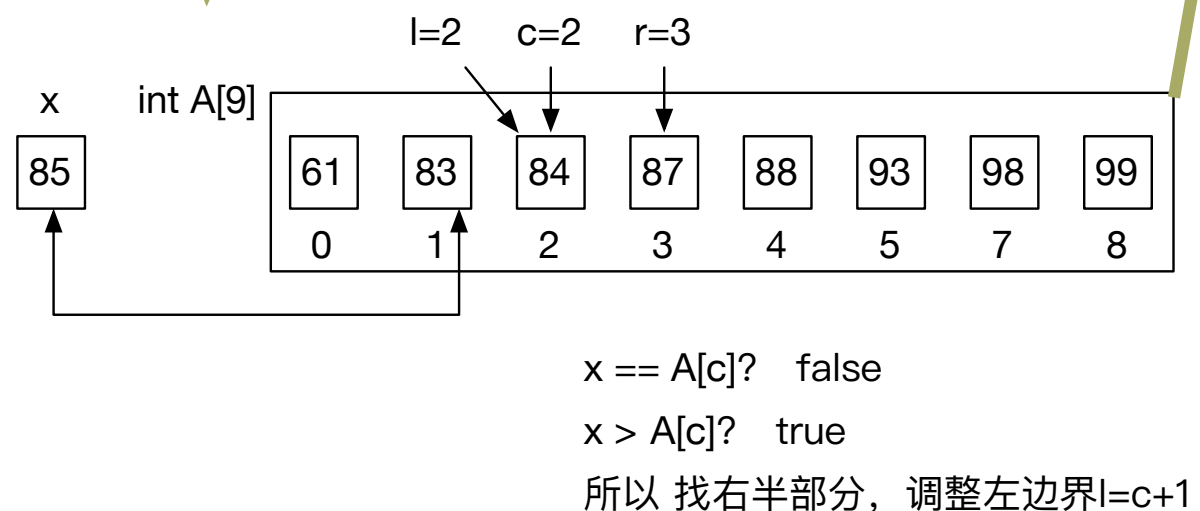 l=2 c=2 r=3
x int A[9]
85 61 83 84 87 88 93 98 99
0 1 2 3 4 5 7 8
x == A[c]? false
x > A[c]? true
所以 找右半部分，调整左边界l=c+1